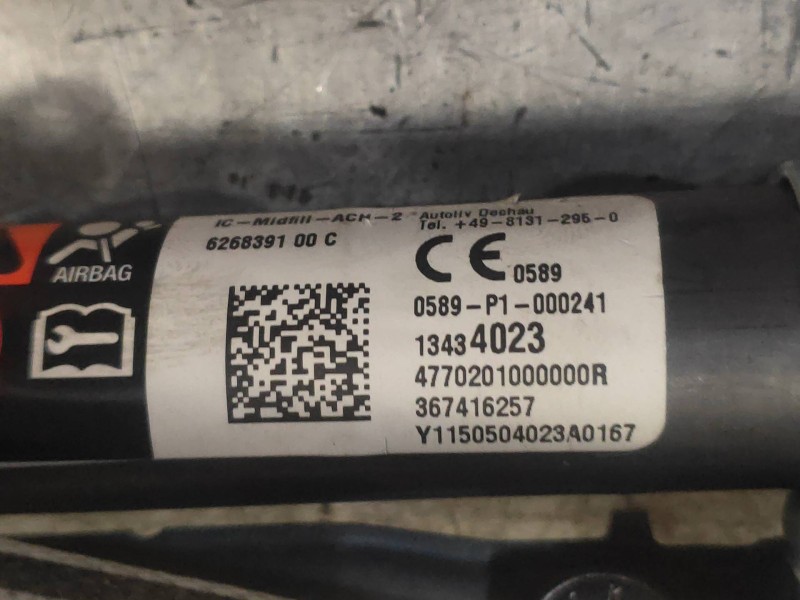 IC-Midfill-ACH-2 Autoliv Dachau
Tel. +49-8131-295-0
6268391 00 C
CE 0589
AIRBAG
0589-P1-000241
13434023
4770201000000R
367416257
Y1150504023A0167